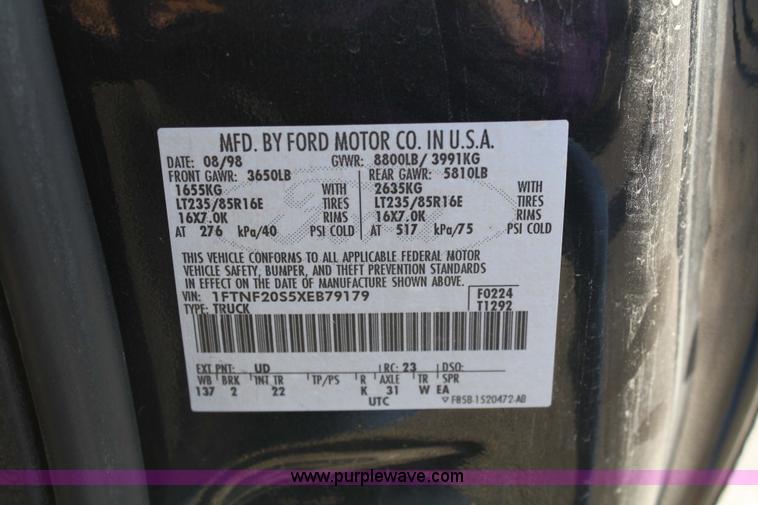 MFD. BY FORD MOTOR CO. IN U.S.A.
DATE: 08/98 GVWR: 8800LB/ 3991KG
FRONT GAWR: 3650LB REAR GAWR: 5810LB
1655KG WITH 2635KG WITH
LT235/85R16E TIRES LT235/85R16E TIRES
16X7.0K RIMS 16X7.0K RIMS
AT 276 kPa/40 PSI COLD AT 517 kPa/75 PSI COLD
THIS VEHICLE CONFORMS TO ALL APPLICABLE FEDERAL MOTOR
VEHICLE SAFETY, BUMPER, AND THEFT PREVENTION STANDARDS
IN EFFECT ON THE DATE OF MANUFACTURE SHOWN ABOVE.
VIN: 1FTNF20S5XEB79179 F0224
TYPE: TRUCK T1292
EXT PNT: UD RC: 23 DSO:
WB BRK INT TR TP/PS R AXLE TR SPR
137 2 22 K 31 W EA
UTC ▽ F85B-1520472-AB
www.purplewave.com